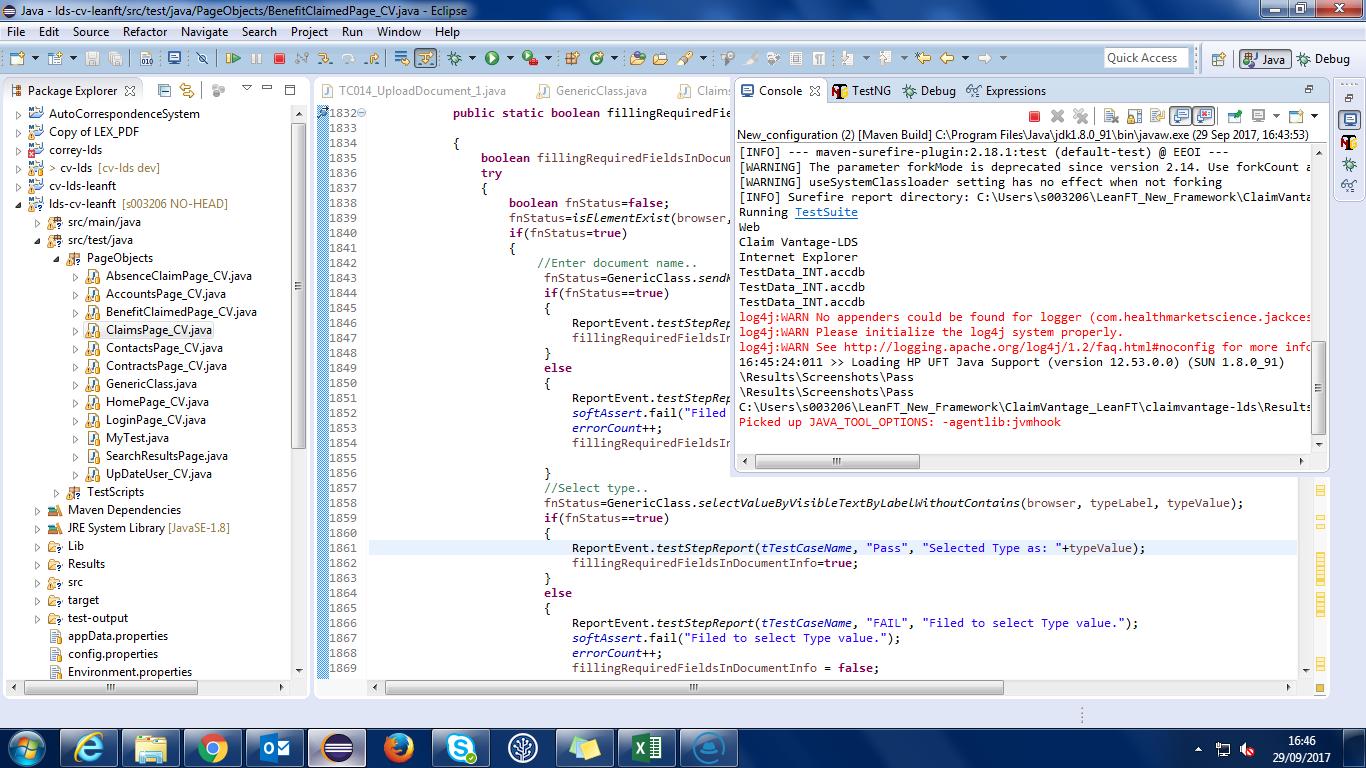 Java - lds-cv-leanft/src/test/java/PageObjects/BenefitClaimedPage_CV.java - Eclipse
File Edit Source Refactor Navigate Search Project Run Window Help
Quick Access
Java
Debug
Package Explorer
AutoCorrespondenceSystem
Copy of LEX_PDF
correy-lds
> cv-lds [cv-lds dev]
cv-lds-leanft
lds-cv-leanft [s003206 NO-HEAD]
src/main/java
src/test/java
PageObjects
AbsenceClaimPage_CV.java
AccountsPage_CV.java
BenefitClaimedPage_CV.java
ClaimsPage_CV.java
ContactsPage_CV.java
ContractsPage_CV.java
GenericClass.java
HomePage_CV.java
LoginPage_CV.java
MyTest.java
SearchResultsPage.java
UpDateUser_CV.java
TestScripts
Maven Dependencies
JRE System Library [JavaSE-1.8]
Lib
Results
src
target
test-output
appData.properties
config.properties
Environment.properties
TC014_UploadDocument_1.java GenericClass.java Claims
1832 public static boolean fillingRequiredFie
1833
1834 {
1835 boolean fillingRequiredFieldsInDocum
1836 try
1837 {
1838 boolean fnStatus=false;
1839 fnStatus=isElementExist(browser,
1840 if(fnStatus=true)
1841 {
1842 //Enter document name..
1843 fnStatus=GenericClass.sendK
1844 if(fnStatus==true)
1845 {
1846 ReportEvent.testStepRep
1847 fillingRequiredFieldsIn
1848 }
1849 else
1850 {
1851 ReportEvent.testStepRep
1852 softAssert.fail("Filed
1853 errorCount++;
1854 fillingRequiredFieldsIn
1855
1856 }
1857 //Select type..
1858 fnStatus=GenericClass.selectValueByVisibleTextByLabelWithoutContains(browser, typeLabel, typeValue);
1859 if(fnStatus==true)
1860 {
1861 ReportEvent.testStepReport(tTestCaseName, "Pass", "Selected Type as: "+typeValue);
1862 fillingRequiredFieldsInDocumentInfo=true;
1863 }
1864 else
1865 {
1866 ReportEvent.testStepReport(tTestCaseName, "FAIL", "Filed to select Type value.");
1867 softAssert.fail("Filed to select Type value.");
1868 errorCount++;
1869 fillingRequiredFieldsInDocumentInfo = false;
Console TestNG Debug Expressions
New_configuration (2) [Maven Build] C:\Program Files\Java\jdk1.8.0_91\bin\javaw.exe (29 Sep 2017, 16:43:53)
[INFO] --- maven-surefire-plugin:2.18.1:test (default-test) @ EEOI ---
[WARNING] The parameter forkMode is deprecated since version 2.14. Use forkCount a
[WARNING] useSystemClassloader setting has no effect when not forking
[INFO] Surefire report directory: C:\Users\s003206\LeanFT_New_Framework\ClaimVanta
Running TestSuite
Web
Claim Vantage-LDS
Internet Explorer
TestData_INT.accdb
TestData_INT.accdb
TestData_INT.accdb
log4j:WARN No appenders could be found for logger (com.healthmarketscience.jackces
log4j:WARN Please initialize the log4j system properly.
log4j:WARN See http://logging.apache.org/log4j/1.2/faq.html#noconfig for more info
16:45:24:011 >> Loading HP UFT Java Support (version 12.53.0.0) (SUN 1.8.0_91)
\Results\Screenshots\Pass
\Results\Screenshots\Pass
C:\Users\s003206\LeanFT_New_Framework\ClaimVantage_LeanFT\claimvantage-lds\Results
Picked up JAVA_TOOL_OPTIONS: -agentlib:jvmhook
16:46
29/09/2017